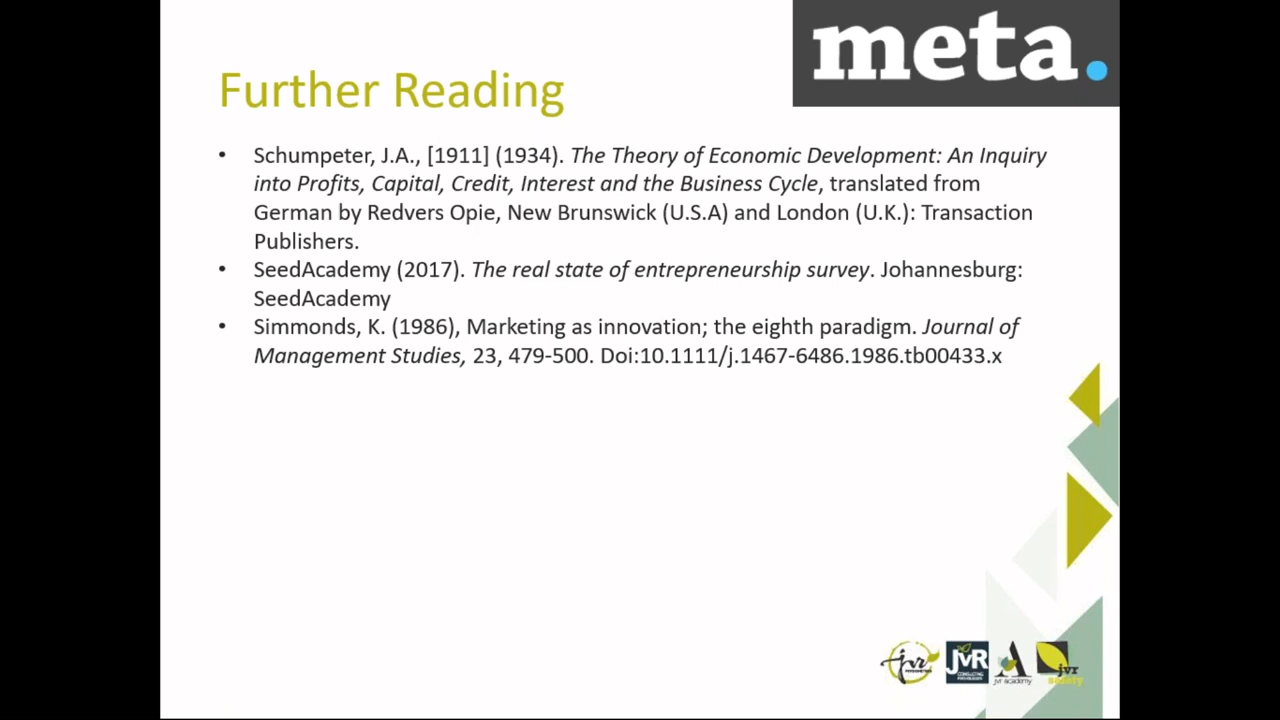 meta.
Further Reading
• Schumpeter, J.A., [1911] (1934). The Theory of Economic Development: An Inquiry
into Profits, Capital, Credit, Interest and the Business Cycle, translated from
German by Redvers Opie, New Brunswick (U.S.A) and London (U.K.): Transaction
Publishers.
• SeedAcademy (2017). The real state of entrepreneurship survey. Johannesburg:
SeedAcademy
• Simmonds, K. (1986), Marketing as innovation; the eighth paradigm. Journal of
Management Studies, 23, 479-500. Doi:10.1111/j.1467-6486.1986.tb00433.x
jvr
JvR
jvr academy
jvr
safety